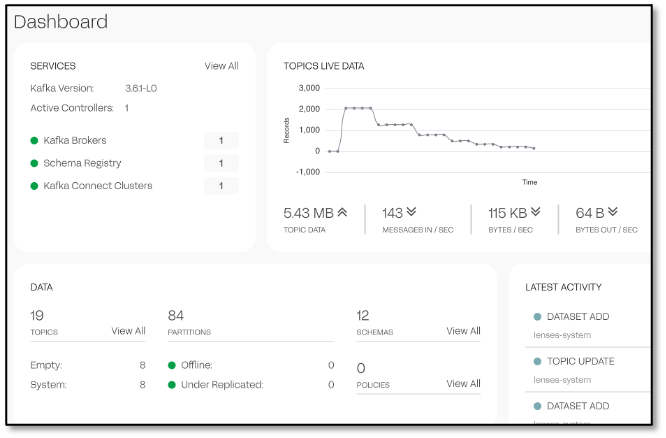 Dashboard
SERVICES View All
Kafka Version: 3.6.1-L0
Active Controllers: 1
Kafka Brokers 1
Schema Registry 1
Kafka Connect Clusters 1
TOPICS LIVE DATA
3,000
2,000
1,000
0
-1,000
Records
Time
5.43 MB
TOPIC DATA
143
MESSAGES IN / SEC
115 KB
BYTES / SEC
64 B
BYTES OUT / SEC
DATA
19
TOPICS View All
Empty: 8
System: 8
84
PARTITIONS
Offline: 0
Under Replicated: 0
12
SCHEMAS View All
0
POLICIES View All
LATEST ACTIVITY
DATASET ADD
lenses-system
TOPIC UPDATE
lenses-system
DATASET ADD